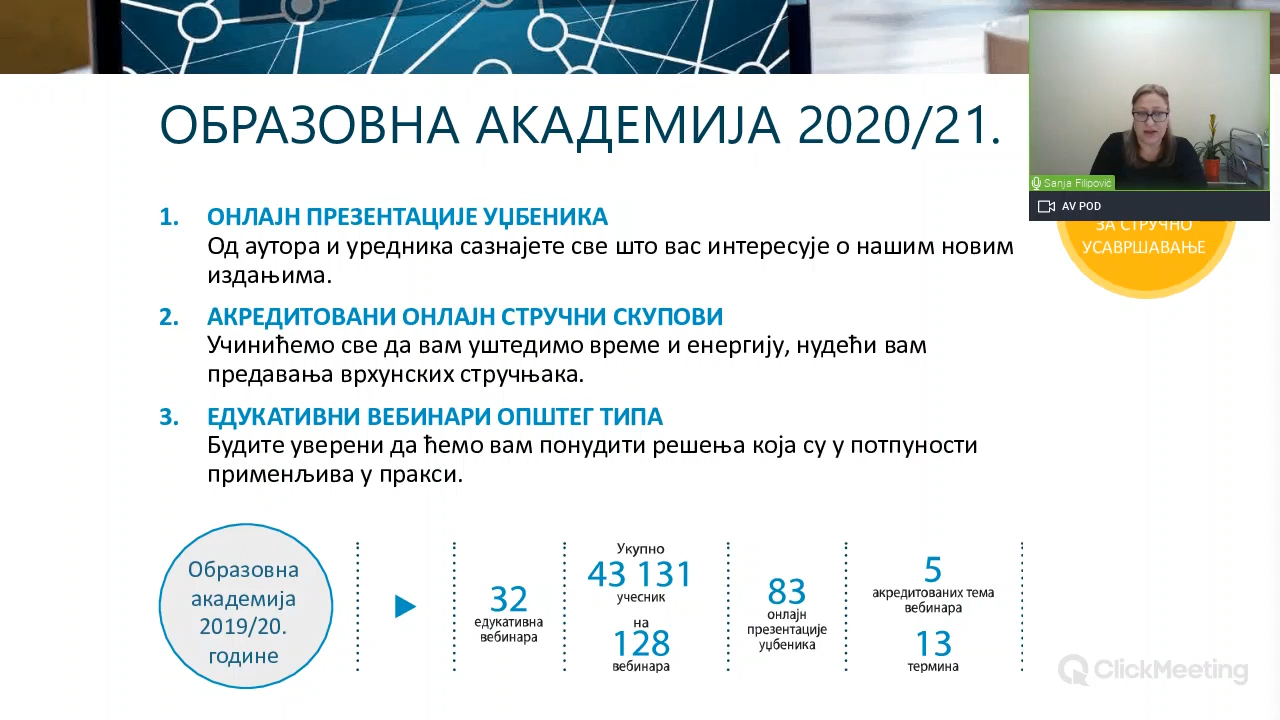 ОБРАЗОВНА АКАДЕМИЈА 2020/21.
Sanja Filipović
AV POD
ЗА СТРУЧНО
УСАВРШАВАЊЕ
1. ОНЛАЈН ПРЕЗЕНТАЦИЈЕ УЏБЕНИКА
Од аутора и уредника сазнајете све што вас интересује о нашим новим
издањима.
2. АКРЕДИТОВАНИ ОНЛАЈН СТРУЧНИ СКУПОВИ
Учинићемо све да вам уштедимо време и енергију, нудећи вам
предавања врхунских стручњака.
3. ЕДУКАТИВНИ ВЕБИНАРИ ОПШТЕГ ТИПА
Будите уверени да ћемо вам понудити решења која су у потпуности
применљива у пракси.
Образовна
академија
2019/20.
године
32
едукативна
вебинара
Укупно
43 131
учесник
на
128
вебинара
83
онлајн
презентације
уџбеника
5
акредитованих тема
вебинара
13
термина
ClickMeeting